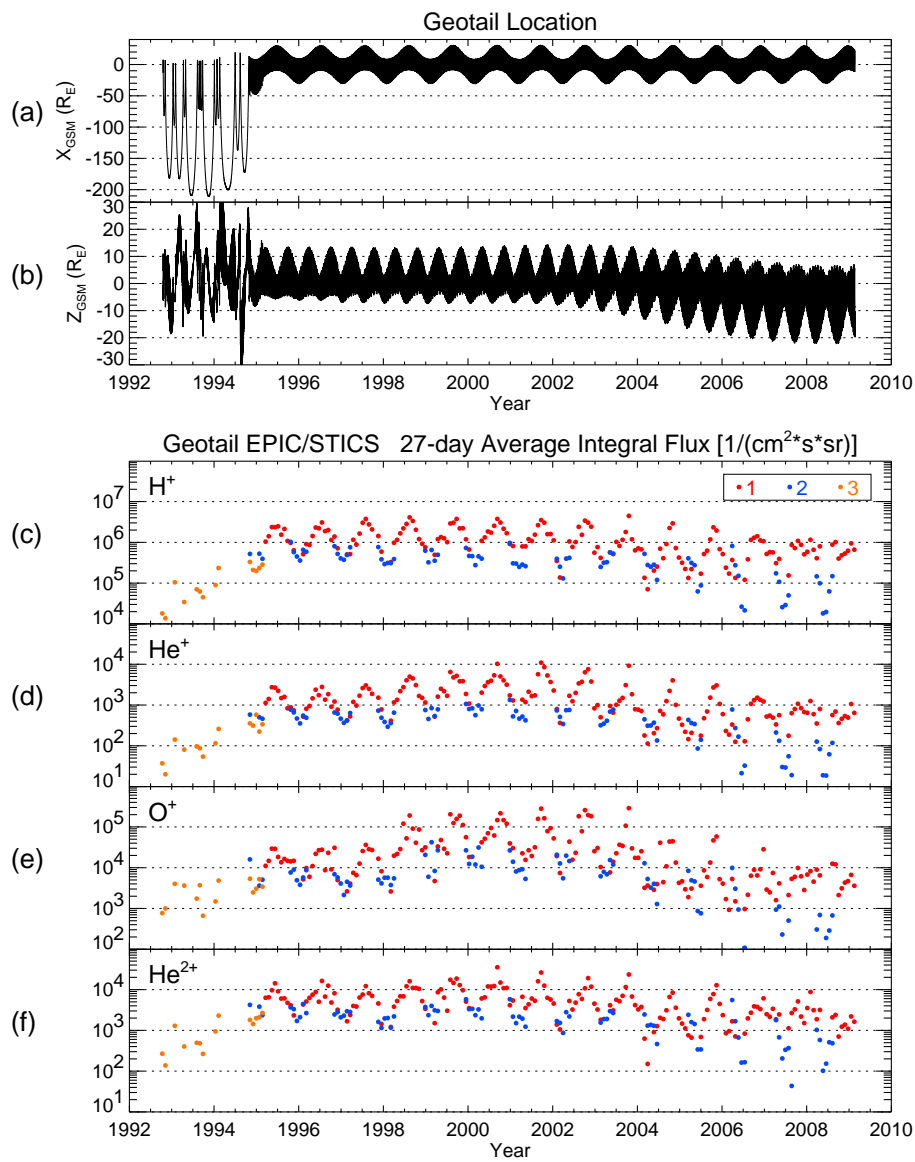 Geotail Location
(a)
X_GSM (R_E)
0
-50
-100
-150
-200
(b)
Z_GSM (R_E)
30
20
10
0
-10
-20
-30
1992 1994 1996 1998 2000 2002 2004 2006 2008 2010
Year
Geotail EPIC/STICS 27-day Average Integral Flux [1/(cm²*s*sr)]
(c)
H⁺
1 2 3
10⁷
10⁶
10⁵
10⁴
(d)
He⁺
10⁴
10³
10²
10¹
(e)
O⁺
10⁵
10⁴
10³
10²
(f)
He²⁺
10⁴
10³
10²
10¹
1992 1994 1996 1998 2000 2002 2004 2006 2008 2010
Year